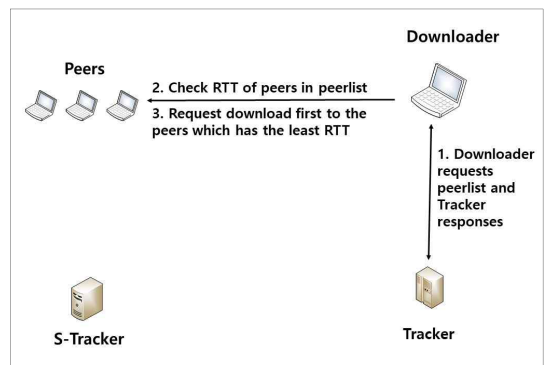 Downloader
Peers
2. Check RTT of peers in peerlist
3. Request download first to the
peers which has the least RTT
1. Downloader
requests
peerlist and
Tracker
responses
S-Tracker
Tracker